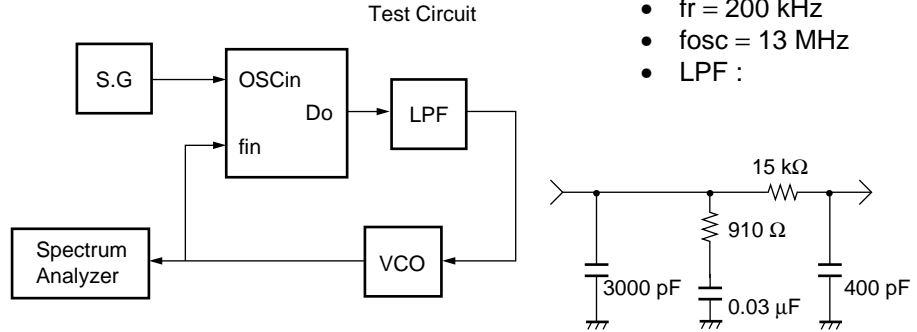 Test Circuit
• fr = 200 kHz
• fosc = 13 MHz
• LPF :
S.G
OSCin
Do
fin
LPF
VCO
Spectrum
Analyzer
15 kΩ
910 Ω
3000 pF
0.03 µF
400 pF